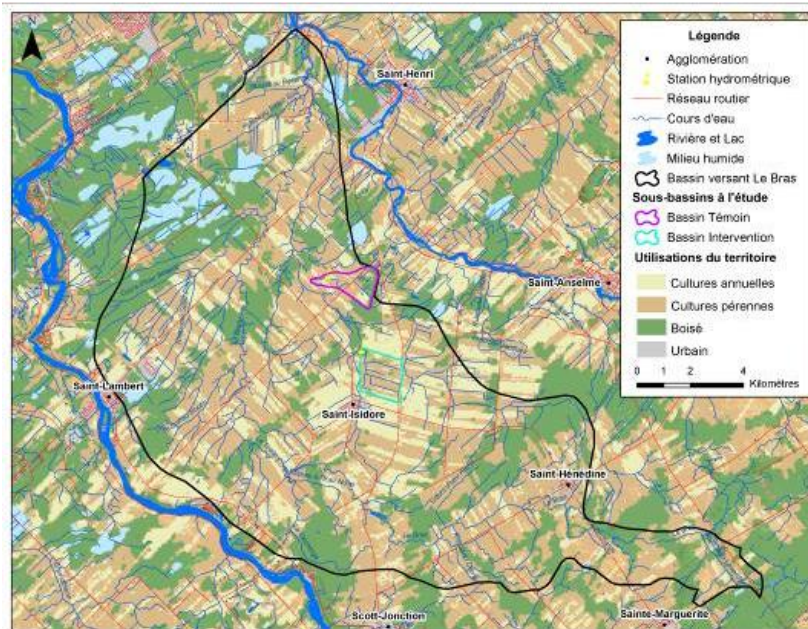 Saint-Henri
Saint-Anselme
Saint-Lambert
Saint-Isidore
Saint-Hénédine
Scott-Jonction
Sainte-Marguerite
Légende
Agglomération
Station hydrométrique
Réseau routier
Cours d'eau
Rivière et Lac
Milieu humide
Bassin versant Le Bras
Sous-bassins à l'étude
Bassin Témoin
Bassin Intervention
Utilisations du territoire
Cultures annuelles
Cultures pérennes
Boisé
Urbain
0 1 2 4
Kilomètres